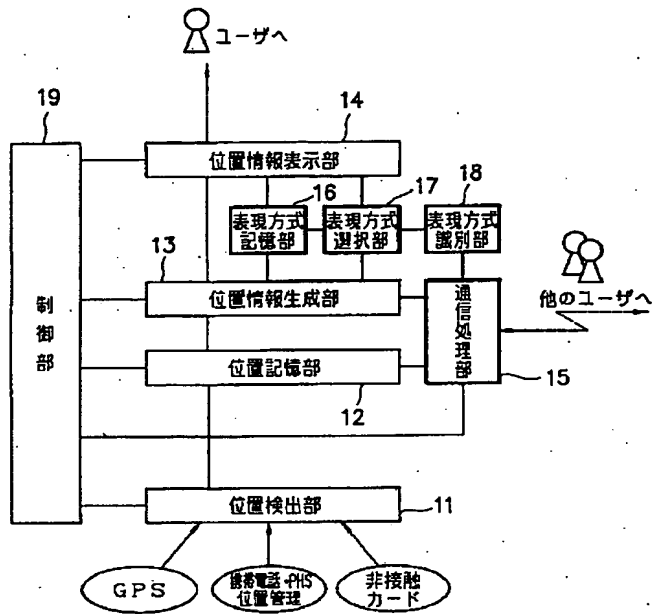 ユーザへ
19
14
位置情報表示部
16
17
18
表現方式
記憶部
表現方式
選択部
表現方式
識別部
13
位置情報生成部
制御部
通信処理部
他のユーザへ
位置記憶部
12
15
位置検出部
11
GPS
携帯電話・PHS
位置管理
非接触
カード